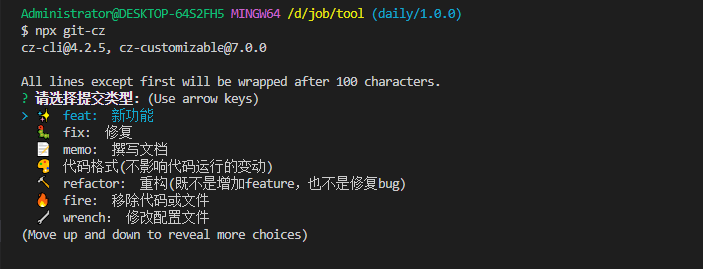 Administrator@DESKTOP-64S2FH5 MINGW64 /d/job/tool (daily/1.0.0)
$ npx git-cz
cz-cli@4.2.5, cz-customizable@7.0.0
All lines except first will be wrapped after 100 characters.
? 请选择提交类型: (Use arrow keys)
> ✨ feat: 新功能
🐛 fix: 修复
📝 memo: 撰写文档
🎨 代码格式(不影响代码运行的变动)
🔨 refactor: 重构(既不是增加feature，也不是修复bug)
🔥 fire: 移除代码或文件
🔧 wrench: 修改配置文件
(Move up and down to reveal more choices)